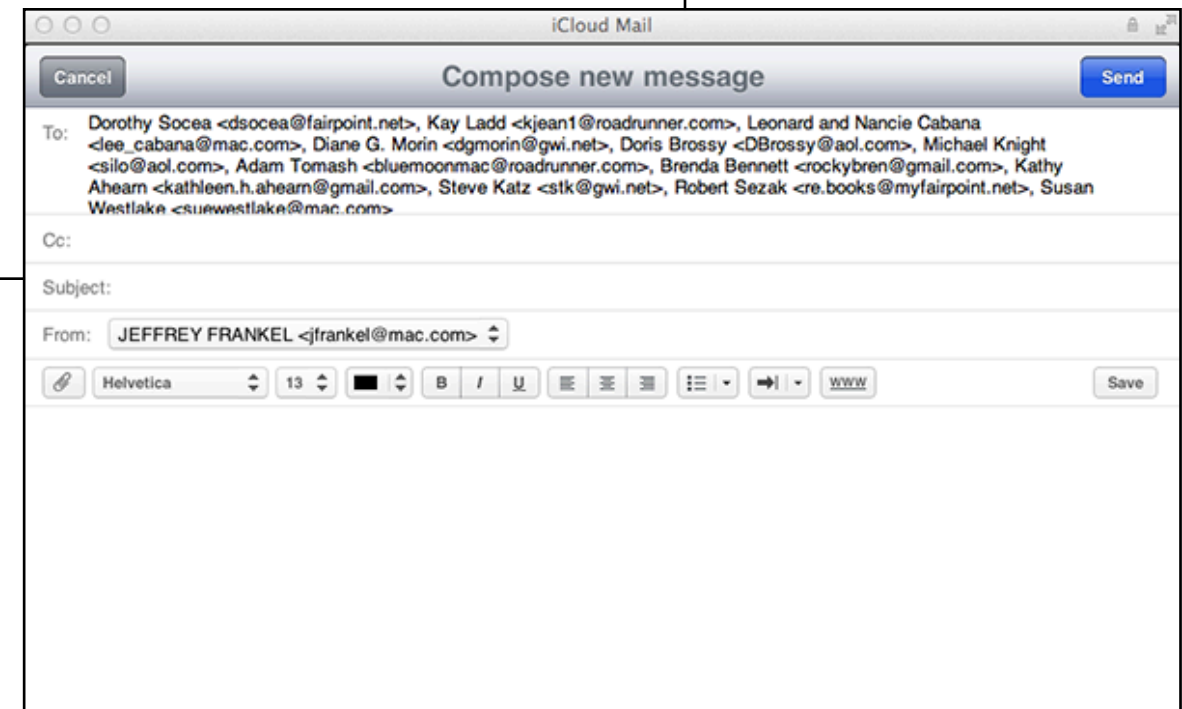 iCloud Mail
Cancel Compose new message Send
To: Dorothy Socea <dsocea@fairpoint.net>, Kay Ladd <kjean1@roadrunner.com>, Leonard and Nancie Cabana
<lee_cabana@mac.com>, Diane G. Morin <dgmorin@gwi.net>, Doris Brossy <DBrossy@aol.com>, Michael Knight
<silo@aol.com>, Adam Tomash <bluemoonmac@roadrunner.com>, Brenda Bennett <rockybren@gmail.com>, Kathy
Ahearn <kathleen.h.ahearn@gmail.com>, Steve Katz <stk@gwi.net>, Robert Sezak <re.books@myfairpoint.net>, Susan
Westlake <suewestlake@mac.com>
Cc:
Subject:
From: JEFFREY FRANKEL <jfrankel@mac.com>
Helvetica 13 B I U www Save